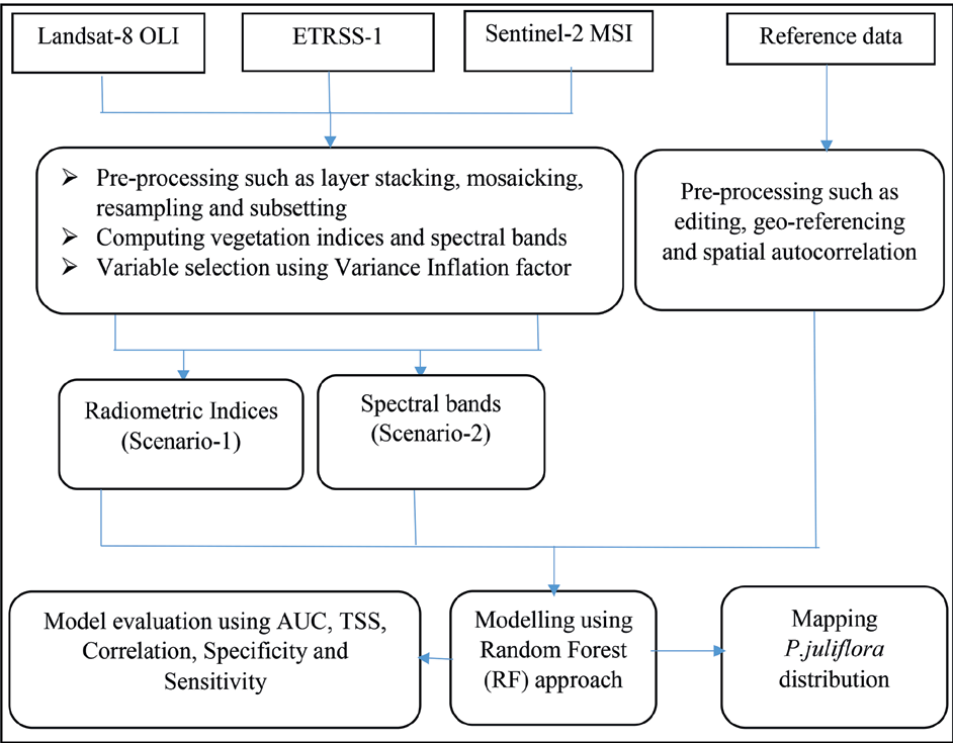 Landsat-8 OLI
ETRSS-1
Sentinel-2 MSI
Reference data
➢ Pre-processing such as layer stacking, mosaicking,
resampling and subsetting
➢ Computing vegetation indices and spectral bands
➢ Variable selection using Variance Inflation factor
Pre-processing such as
editing, geo-referencing
and spatial autocorrelation
Radiometric Indices
(Scenario-1)
Spectral bands
(Scenario-2)
Model evaluation using AUC, TSS,
Correlation, Specificity and
Sensitivity
Modelling using
Random Forest
(RF) approach
Mapping
P.juliflora
distribution